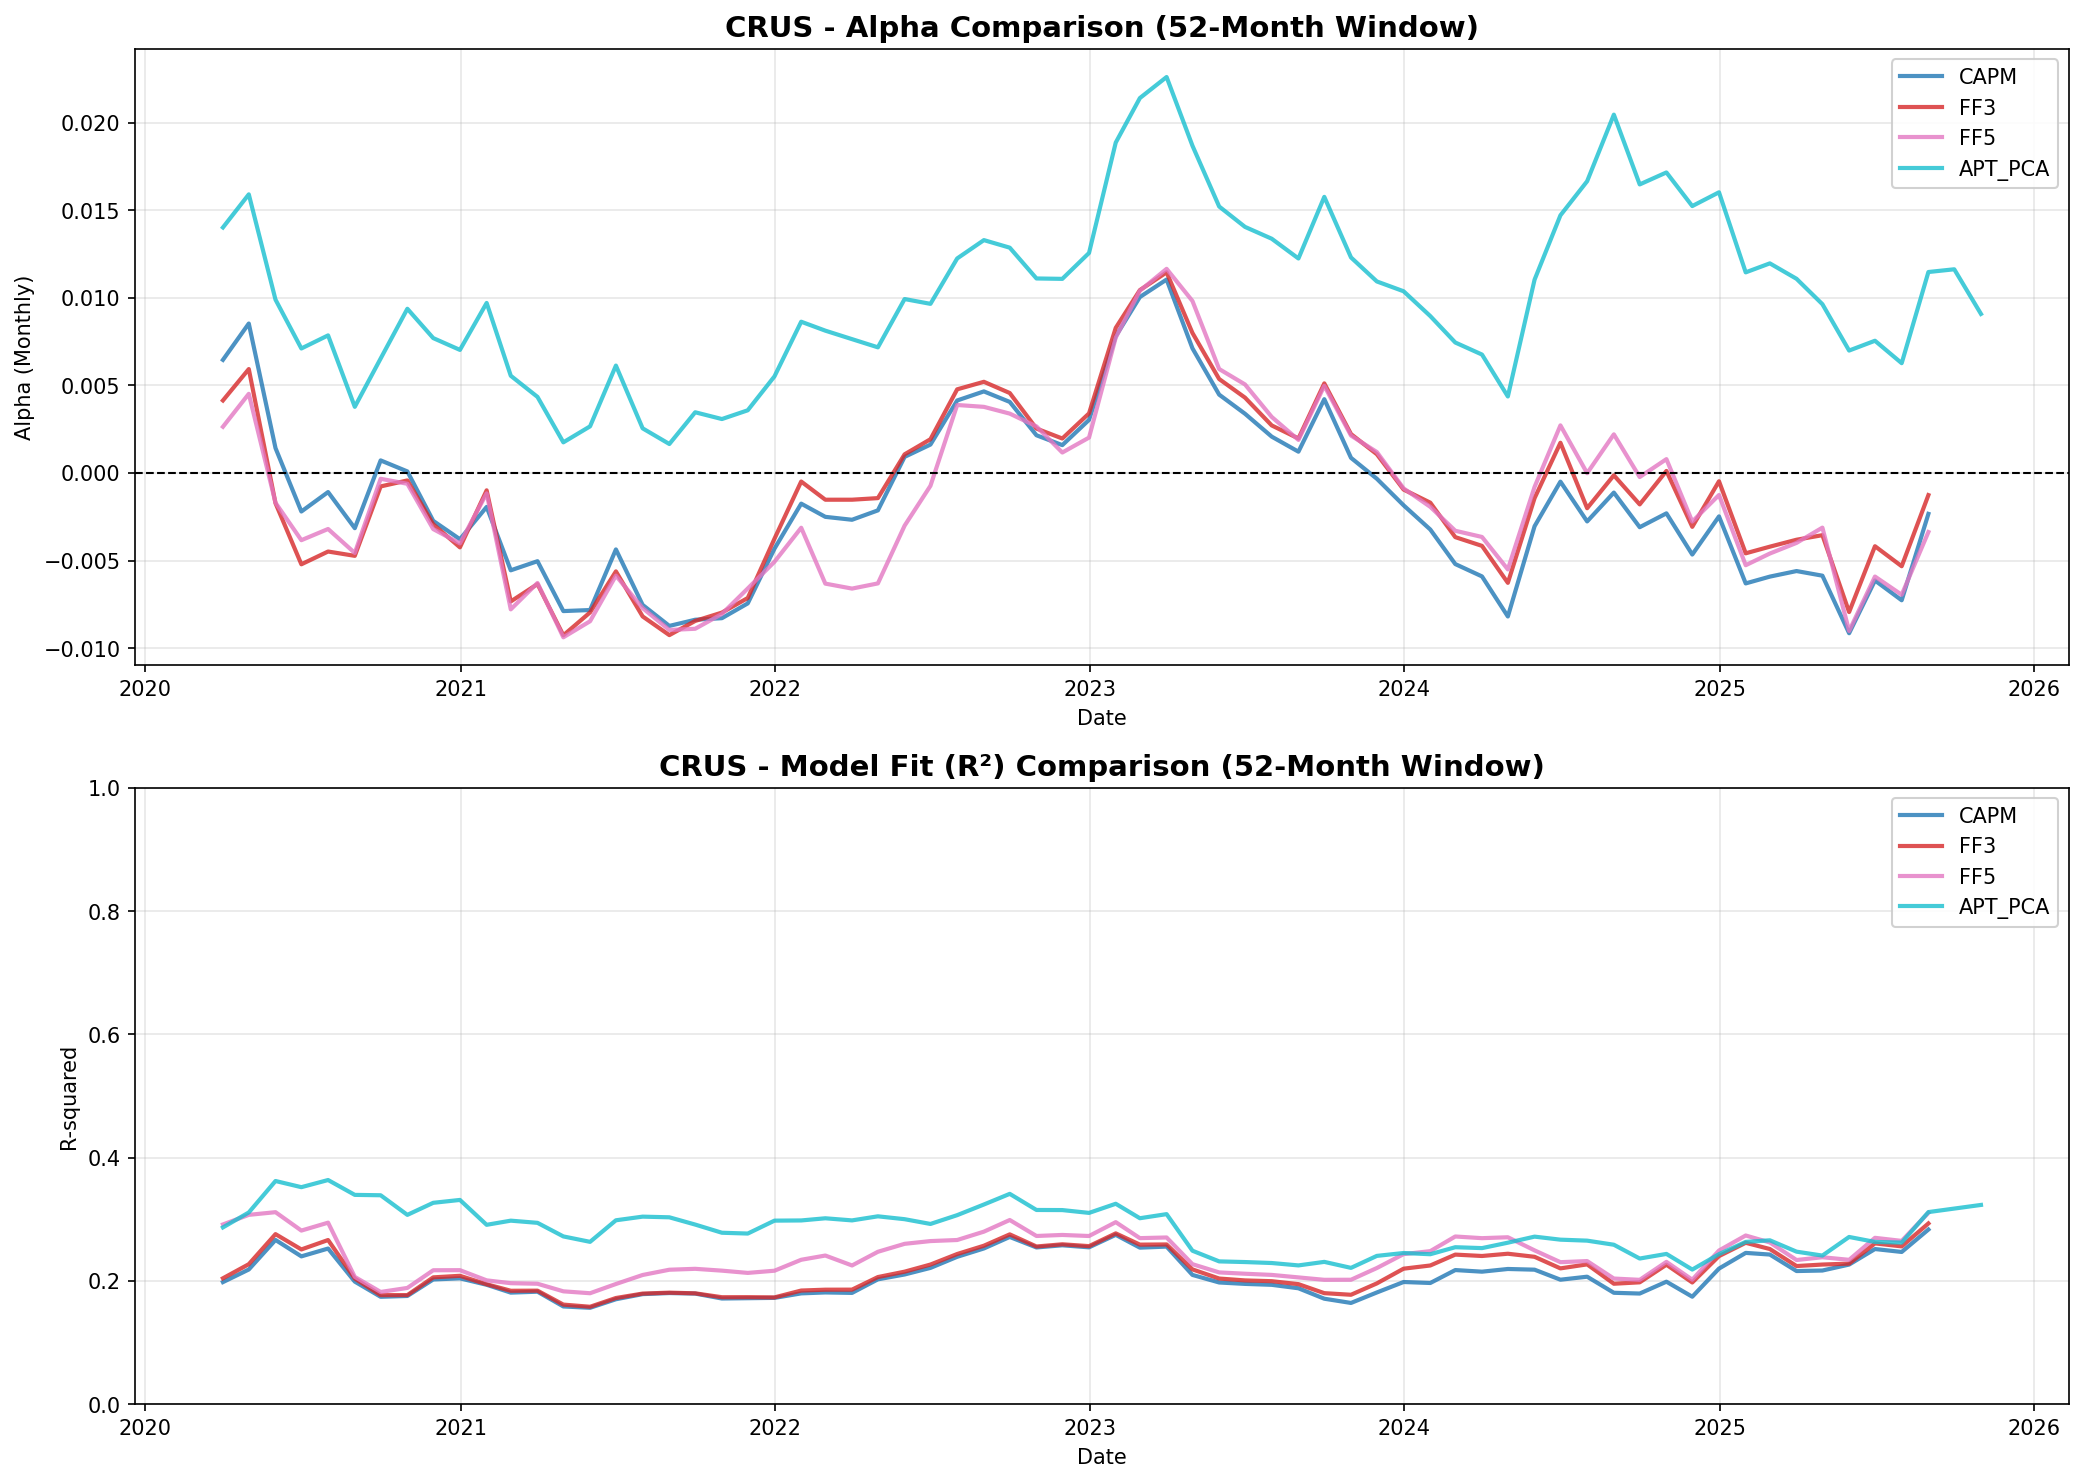 CRUS - Alpha Comparison (52-Month Window)
Alpha (Monthly)
0.020
0.015
0.010
0.005
0.000
−0.005
−0.010
CAPM
FF3
FF5
APT_PCA
2020 2021 2022 2023 2024 2025 2026
Date
CRUS - Model Fit (R²) Comparison (52-Month Window)
R-squared
1.0
0.8
0.6
0.4
0.2
0.0
CAPM
FF3
FF5
APT_PCA
2020 2021 2022 2023 2024 2025 2026
Date